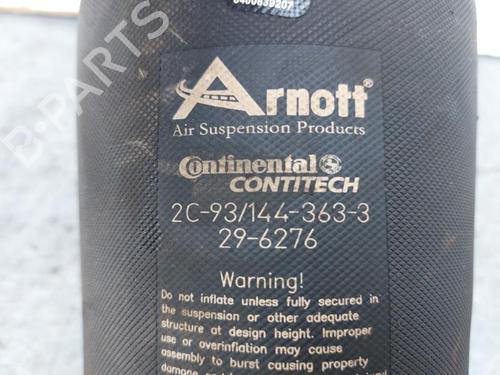 0400839207
Arnott®
Air Suspension Products
Continental
CONTITECH
2C-93/144-363-3
29-6276
Warning!
Do not inflate unless fully secured in
the suspension or other adequate
structure at design height. Improper
use or overinflation may cause
assembly to burst causing property
B-PARTS